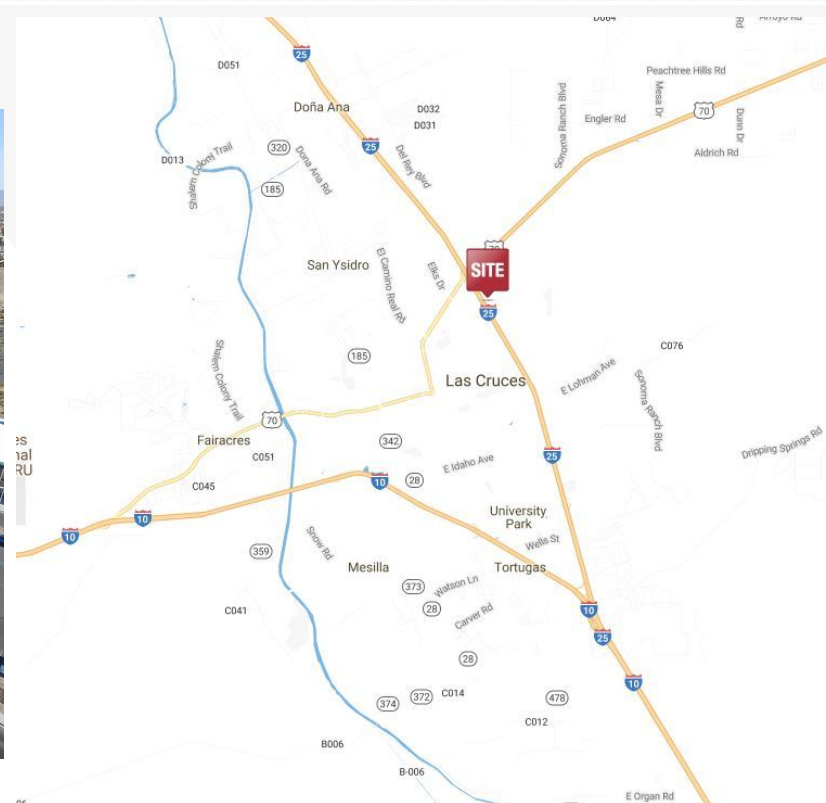 Rd
25
D051
Peachtree Hills Rd
Doña Ana
D032
Mesa Dr
70
Sonoma Ranch Blvd
Engler Rd
Dunn Dr
D031
320
25
Del Rey Blvd
Aldrich Rd
D013
Shalem Colony Trail
Dona Ana Rd
185
San Ysidro
El Camino Real Rd
Elks Dr
SITE
25
185
C076
Shalem Colony Trail
Las Cruces
E Lohman Ave
Sonoma Ranch Blvd
70
Fairacres
342
Dripping Springs Rd
es
nal
RU
C051
25
E Idaho Ave
C045
10
28
10
University
Park
10
Snow Rd
Wells St
359
Mesilla
Tortugas
373
Watson Ln
C041
28
Carver Rd
10
25
28
10
374
372
C014
478
C012
B006
B-006
E Organ Rd